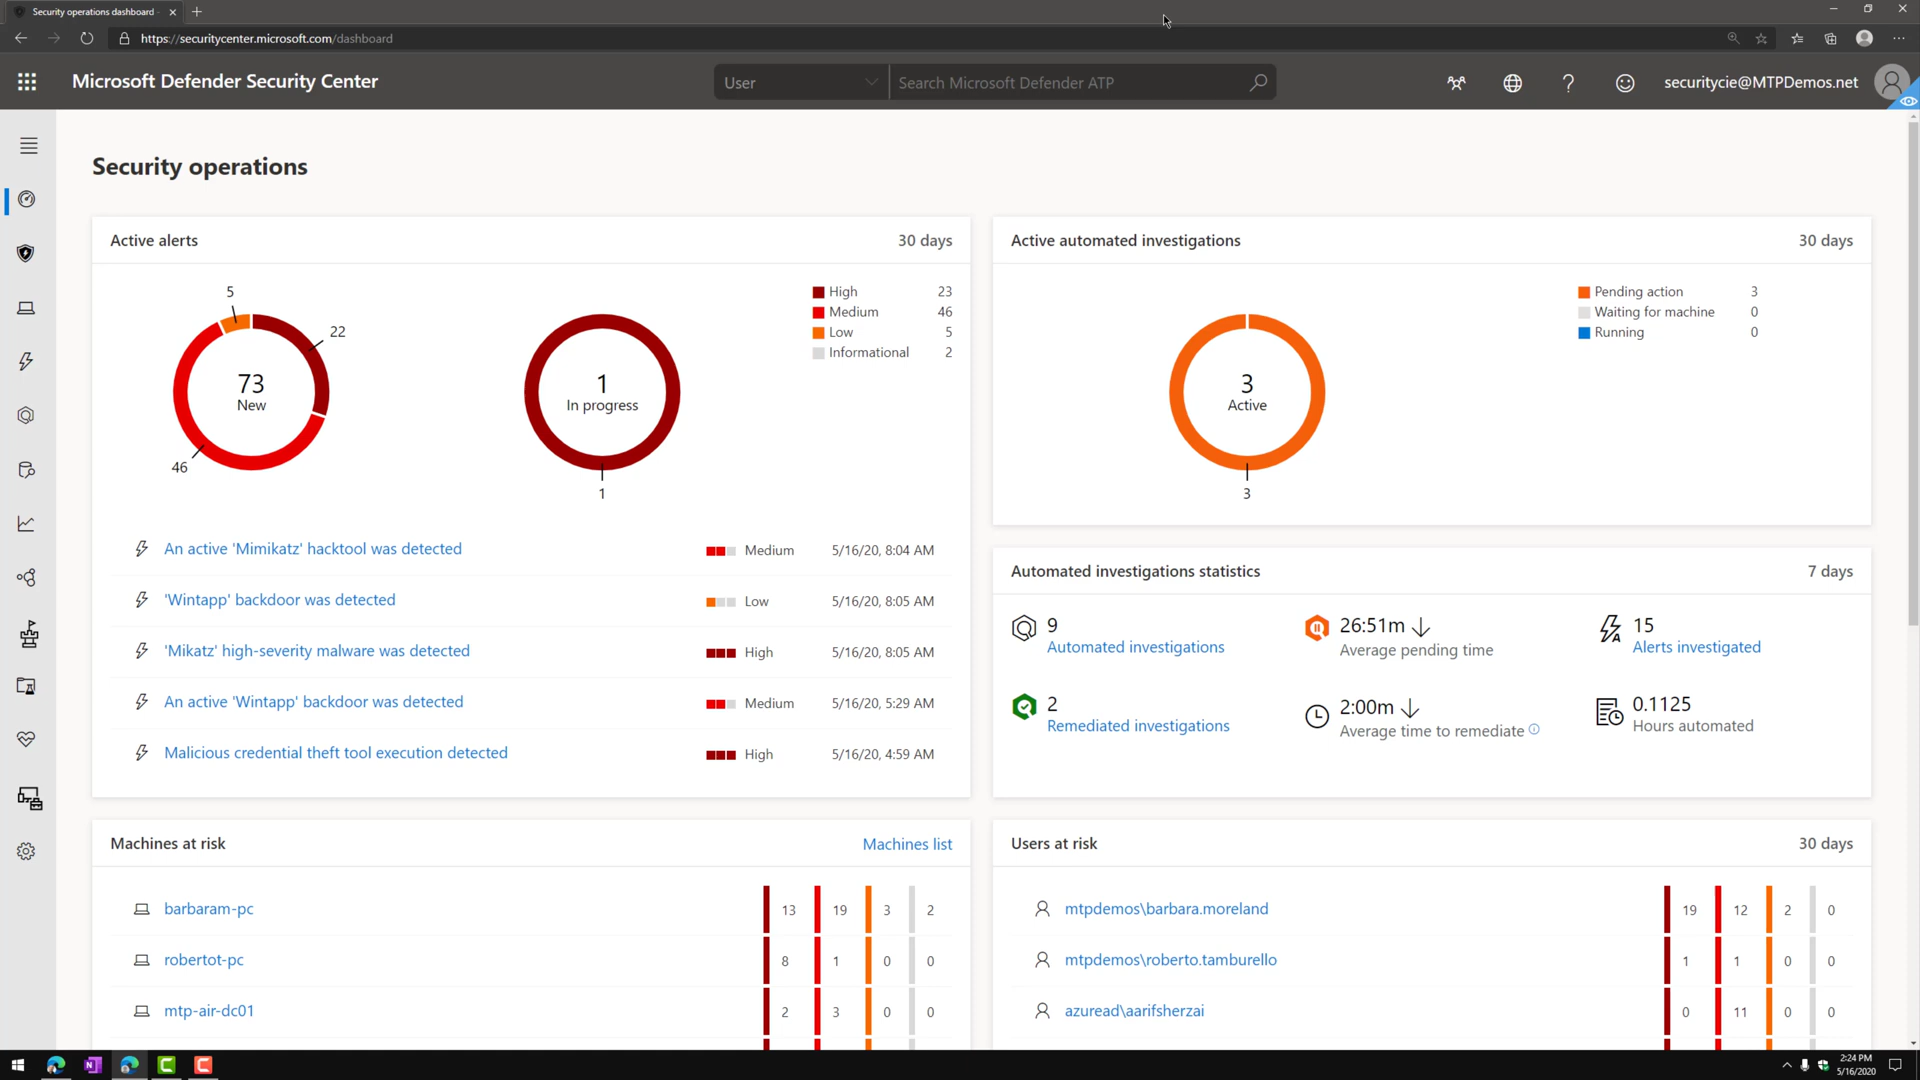 Security operations dashboard
https://securitycenter.microsoft.com/dashboard
Microsoft Defender Security Center
User
Search Microsoft Defender ATP
securitycie@MTPDemos.net
Security operations
Active alerts
30 days
5
22
73
New
46
1
In progress
1
High 23
Medium 46
Low 5
Informational 2
An active 'Mimikatz' hacktool was detected Medium 5/16/20, 8:04 AM
'Wintapp' backdoor was detected Low 5/16/20, 8:05 AM
'Mikatz' high-severity malware was detected High 5/16/20, 8:05 AM
An active 'Wintapp' backdoor was detected Medium 5/16/20, 5:29 AM
Malicious credential theft tool execution detected High 5/16/20, 4:59 AM
Active automated investigations
30 days
3
Active
3
Pending action 3
Waiting for machine 0
Running 0
Automated investigations statistics
7 days
9
Automated investigations
26:51m
Average pending time
15
Alerts investigated
2
Remediated investigations
2:00m
Average time to remediate
0.1125
Hours automated
Machines at risk
Machines list
barbaram-pc 13 19 3 2
robertot-pc 8 1 0 0
mtp-air-dc01 2 3 0 0
Users at risk
30 days
mtpdemos\barbara.moreland 19 12 2 0
mtpdemos\roberto.tamburello 1 1 0 0
azuread\aarifsherzai 0 11 0 0
2:24 PM
5/16/2020